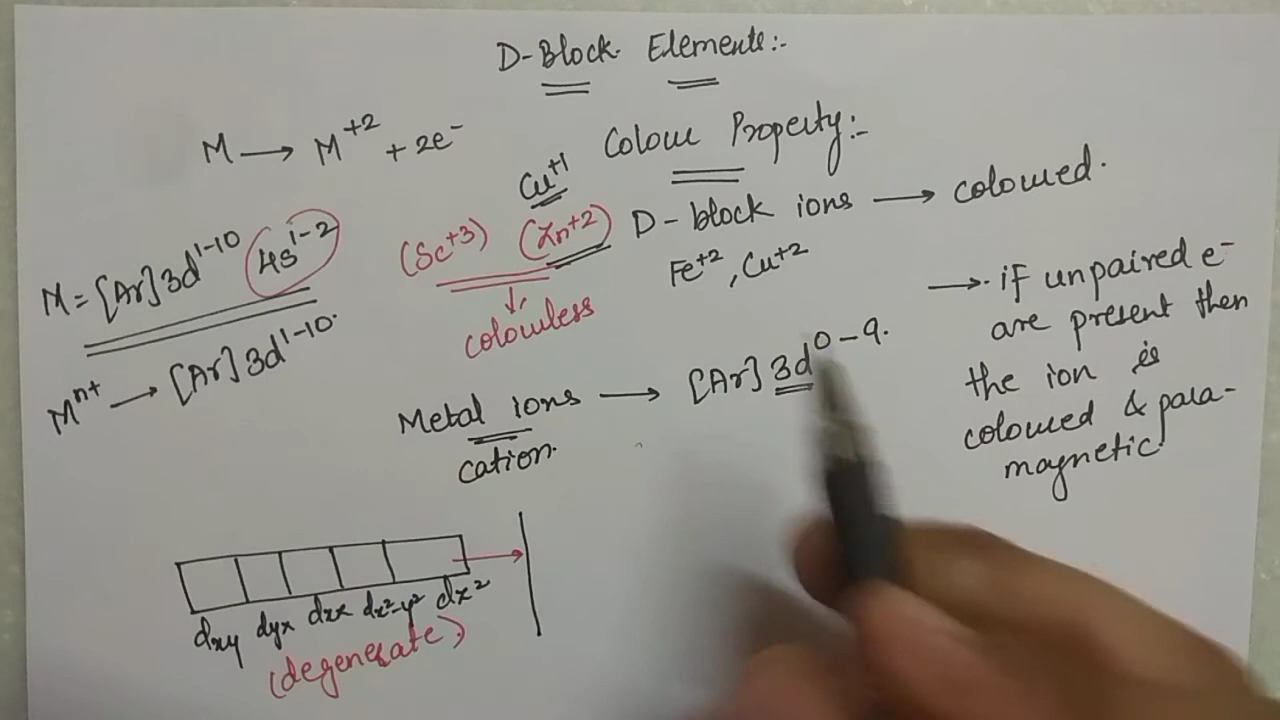 D-Block Elements:-
Colour Property:-
M → M+2 + 2e-
Cu+1
(Sc+3) (Zn+2)
colourless
D-block ions → coloured.
Fe+2, Cu+2
M = [Ar] 3d1-10 4s1-2
Mn+ → [Ar] 3d1-10.
Metal ions → [Ar] 3d0-9.
cation.
→ if unpaired e-
are present then
the ion is
coloured & para-
magnetic.
dxy dyx dzx dx2-y2 dx2
(degenerate)